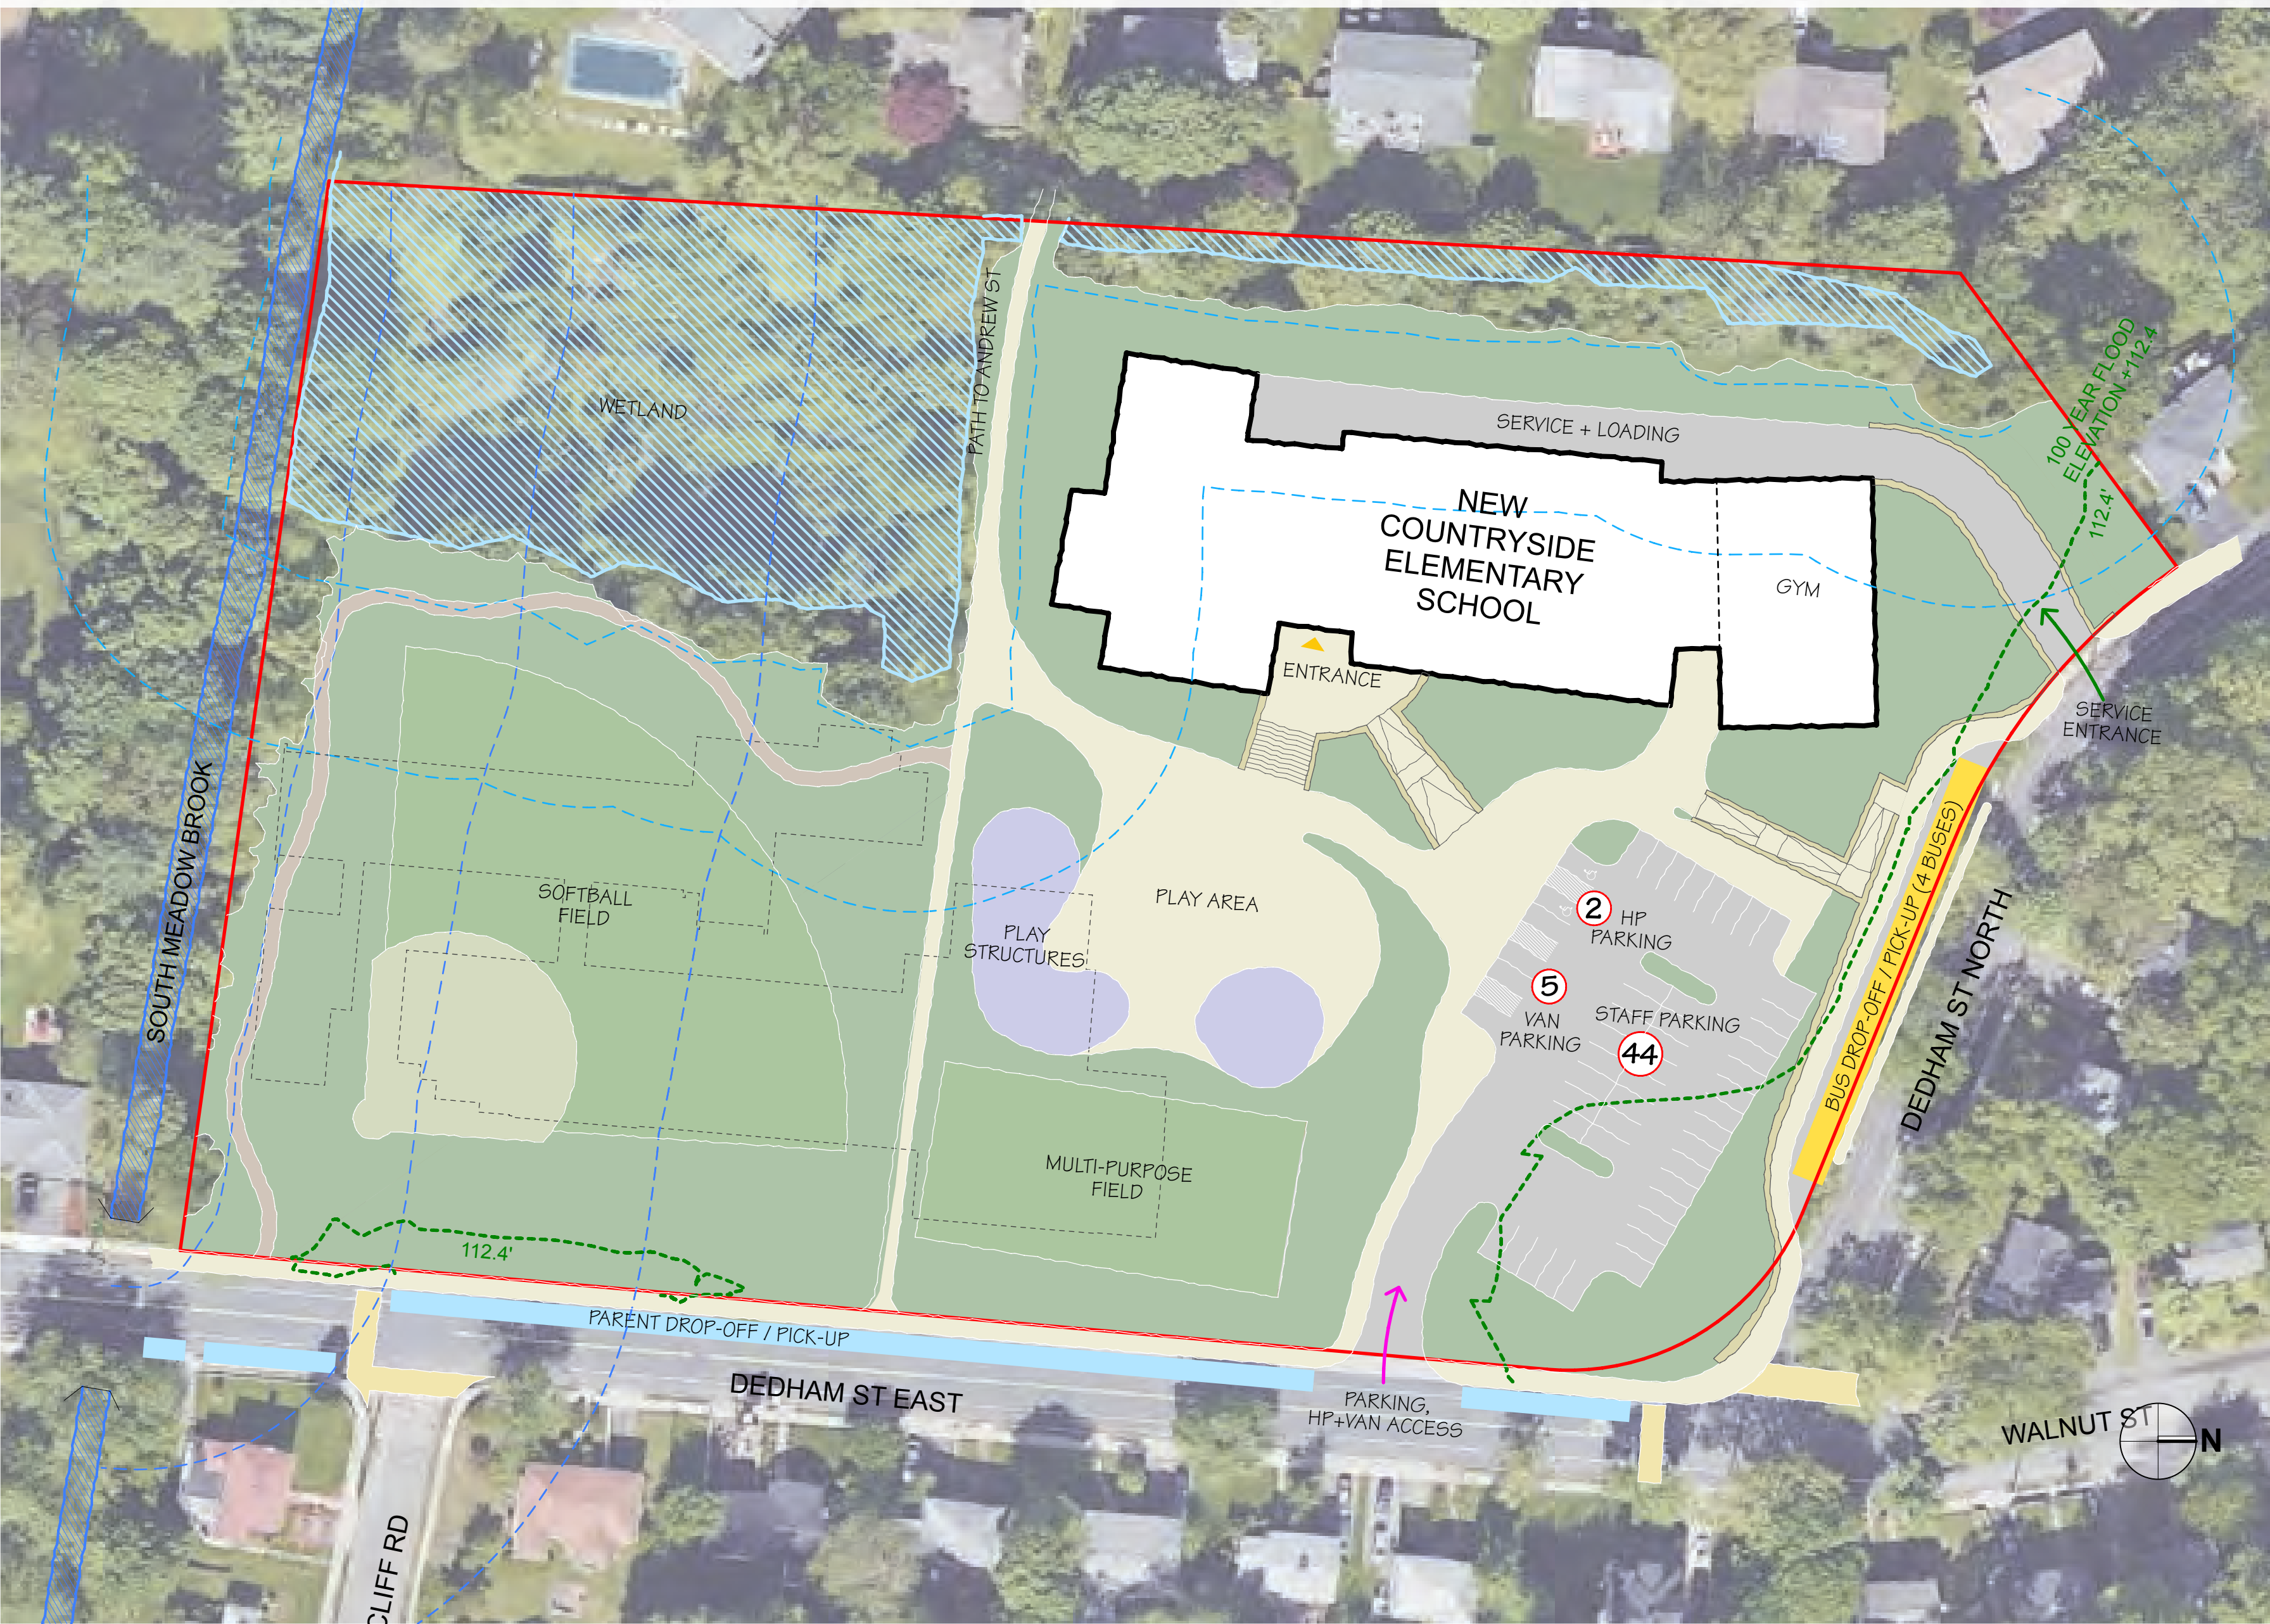 100 YEAR FLOOD
ELEVATION +112.4
112.4'
PATH TO ANDREW ST
WETLAND
SERVICE + LOADING
NEW
COUNTRYSIDE
ELEMENTARY
SCHOOL
GYM
ENTRANCE
SERVICE
ENTRANCE
SOUTH MEADOW BROOK
SOFTBALL
FIELD
PLAY AREA
PLAY
STRUCTURES
2
HP
PARKING
5
VAN
PARKING
STAFF PARKING
44
BUS DROP-OFF / PICK-UP (4 BUSES)
DEDHAM ST NORTH
MULTI-PURPOSE
FIELD
112.4'
PARENT DROP-OFF / PICK-UP
DEDHAM ST EAST
PARKING,
HP+VAN ACCESS
WALNUT ST
N
CLIFF RD